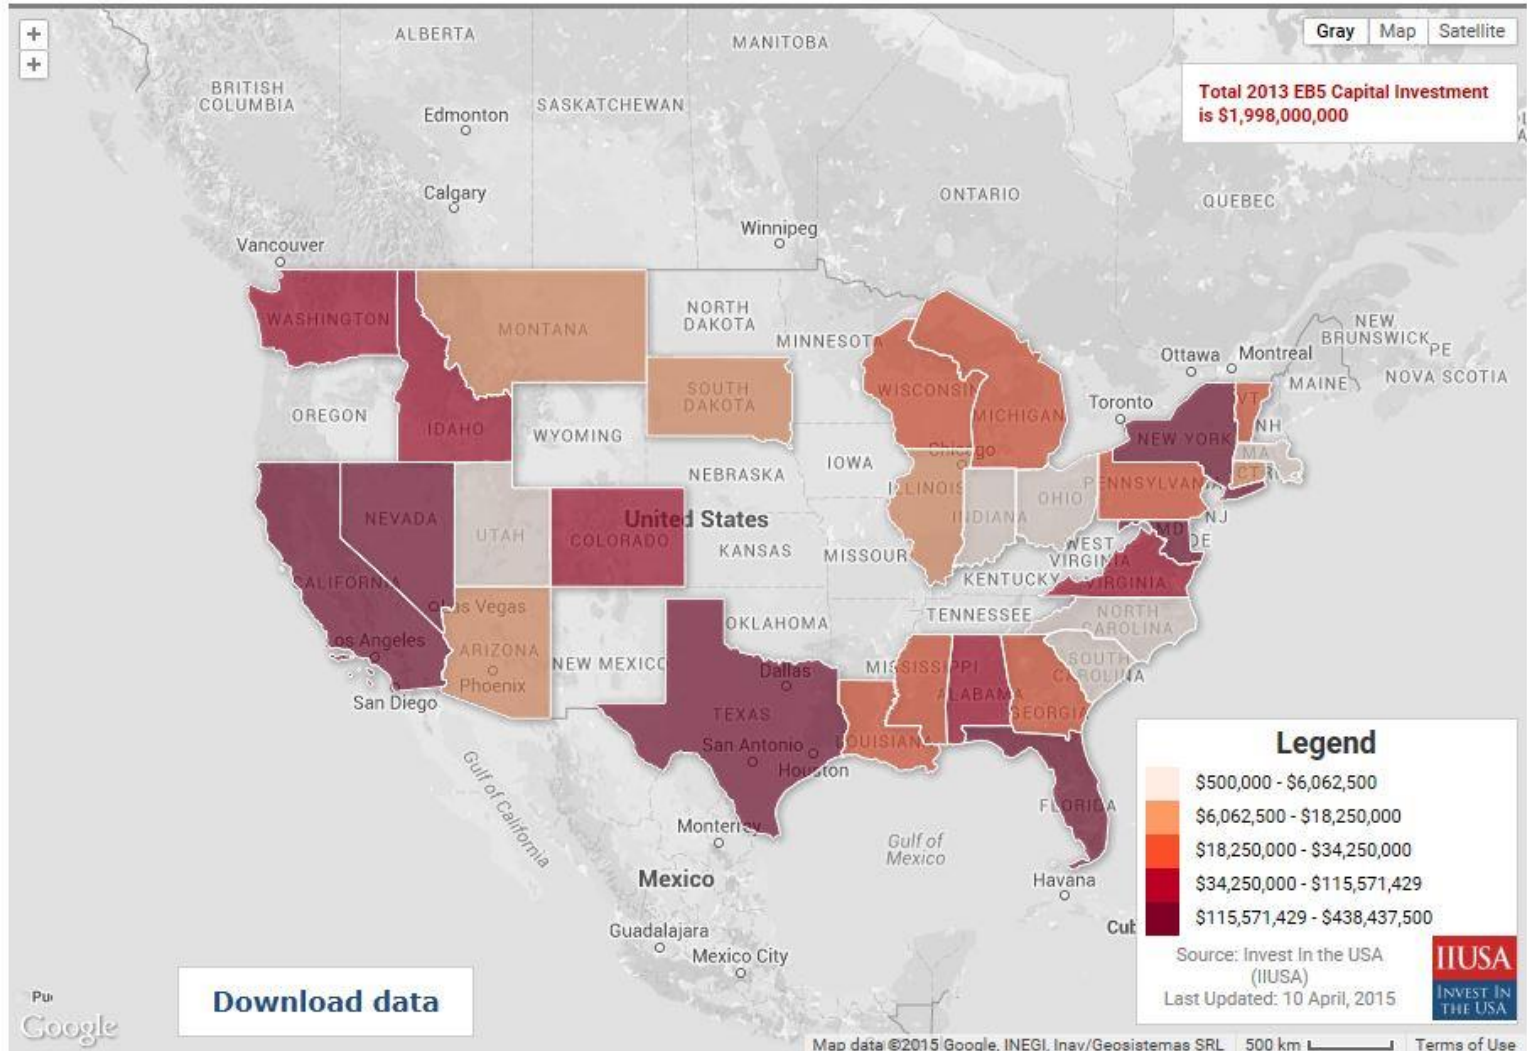 +
+
Gray
Map
Satellite
Total 2013 EB5 Capital Investment
is $1,998,000,000
ALBERTA
MANITOBA
BRITISH
COLUMBIA
Edmonton
SASKATCHEWAN
Calgary
ONTARIO
QUEBEC
Winnipeg
Vancouver
WASHINGTON
MONTANA
NORTH
DAKOTA
MINNESOTA
NEW
BRUNSWICK
PE
NOVA SCOTIA
Ottawa
Montreal
MAINE
OREGON
IDAHO
SOUTH
DAKOTA
WYOMING
WISCONSIN
MICHIGAN
Toronto
VT
NH
NEW YORK
MA
CT
RI
Chicago
IOWA
NEBRASKA
ILLINOIS
INDIANA
OHIO
PENNSYLVANIA
NJ
MD
DE
NEVADA
UTAH
United States
COLORADO
KANSAS
MISSOUR
WEST
VIRGINIA
KENTUCKY
VIRGINIA
CALIFORNIA
Las Vegas
Los Angeles
San Diego
ARIZONA
Phoenix
NEW MEXICO
OKLAHOMA
TENNESSEE
NORTH
CAROLINA
SOUTH
CAROLINA
MISSISSIPPI
ALABAMA
GEORGIA
Dallas
TEXAS
San Antonio
Houston
LOUISIANA
FLORIDA
Gulf of
California
Monterrey
Gulf of
Mexico
Mexico
Havana
Cub
Guadalajara
Mexico City
Legend
$500,000 - $6,062,500
$6,062,500 - $18,250,000
$18,250,000 - $34,250,000
$34,250,000 - $115,571,429
$115,571,429 - $438,437,500
Source: Invest In the USA
(IIUSA)
Last Updated: 10 April, 2015
IIUSA
INVEST IN
THE USA
Download data
Pu
Google
Map data ©2015 Google, INEGI, Inav/Geosistemas SRL
500 km
Terms of Use